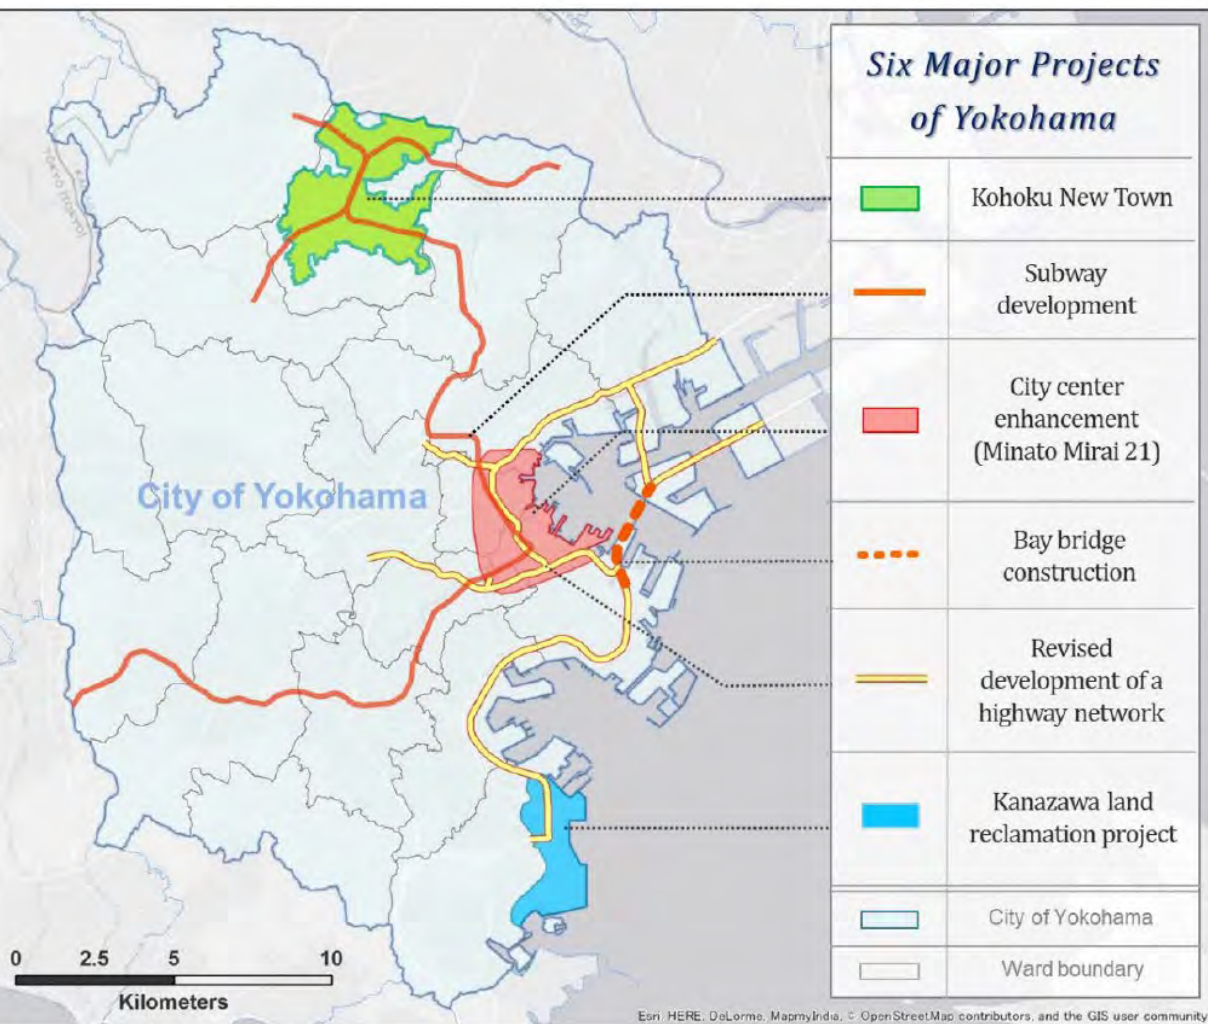 Six Major Projects
of Yokohama
Kohoku New Town
Subway
development
City center
enhancement
(Minato Mirai 21)
Bay bridge
construction
Revised
development of a
highway network
Kanazawa land
reclamation project
City of Yokohama
Ward boundary
City of Yokohama
0 2.5 5 10
Kilometers
Esri, HERE, DeLorme, MapmyIndia, © OpenStreetMap contributors, and the GIS user community